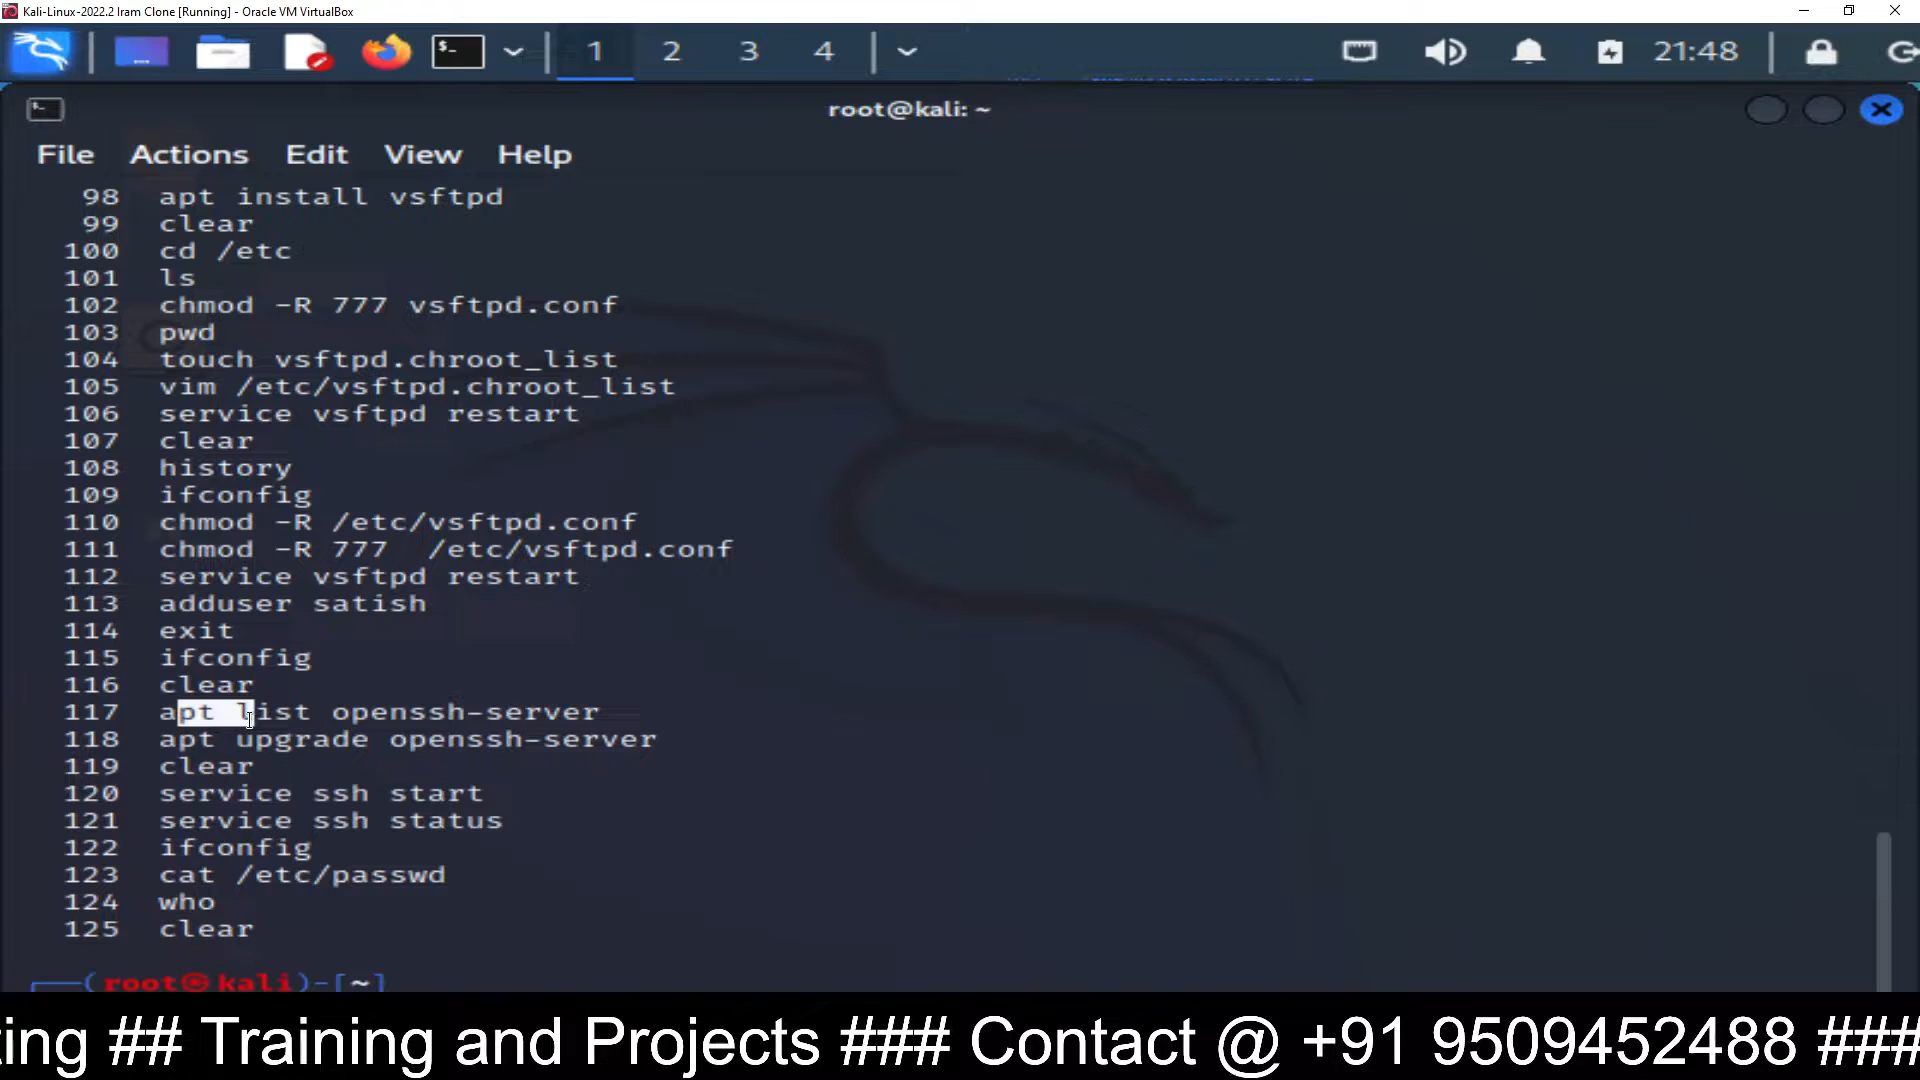 Kali-Linux-2022.2 Iram Clone [Running] - Oracle VM VirtualBox
1 2 3 4 21:48
root@kali: ~
File Actions Edit View Help
98 apt install vsftpd
99 clear
100 cd /etc
101 ls
102 chmod -R 777 vsftpd.conf
103 pwd
104 touch vsftpd.chroot_list
105 vim /etc/vsftpd.chroot_list
106 service vsftpd restart
107 clear
108 history
109 ifconfig
110 chmod -R /etc/vsftpd.conf
111 chmod -R 777  /etc/vsftpd.conf
112 service vsftpd restart
113 adduser satish
114 exit
115 ifconfig
116 clear
117 apt list openssh-server
118 apt upgrade openssh-server
119 clear
120 service ssh start
121 service ssh status
122 ifconfig
123 cat /etc/passwd
124 who
125 clear
(root㉿kali)-[~]
ting ## Training and Projects ### Contact @ +91 9509452488 ###